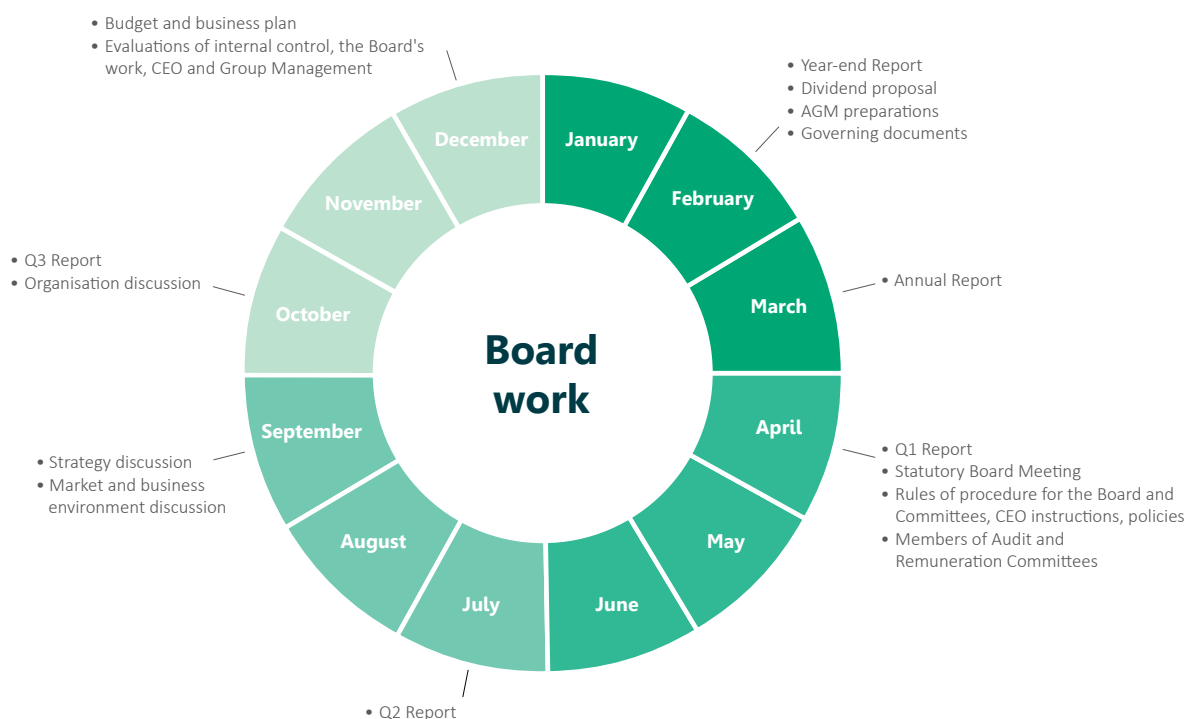 • Budget and business plan
• Evaluations of internal control, the Board's
work, CEO and Group Management
• Year-end Report
• Dividend proposal
• AGM preparations
• Governing documents
December
January
November
February
• Q3 Report
• Organisation discussion
• Annual Report
October
March
Board
work
September
April
• Strategy discussion
• Market and business
environment discussion
• Q1 Report
• Statutory Board Meeting
• Rules of procedure for the Board and
Committees, CEO instructions, policies
• Members of Audit and
Remuneration Committees
August
May
July
June
• Q2 Report